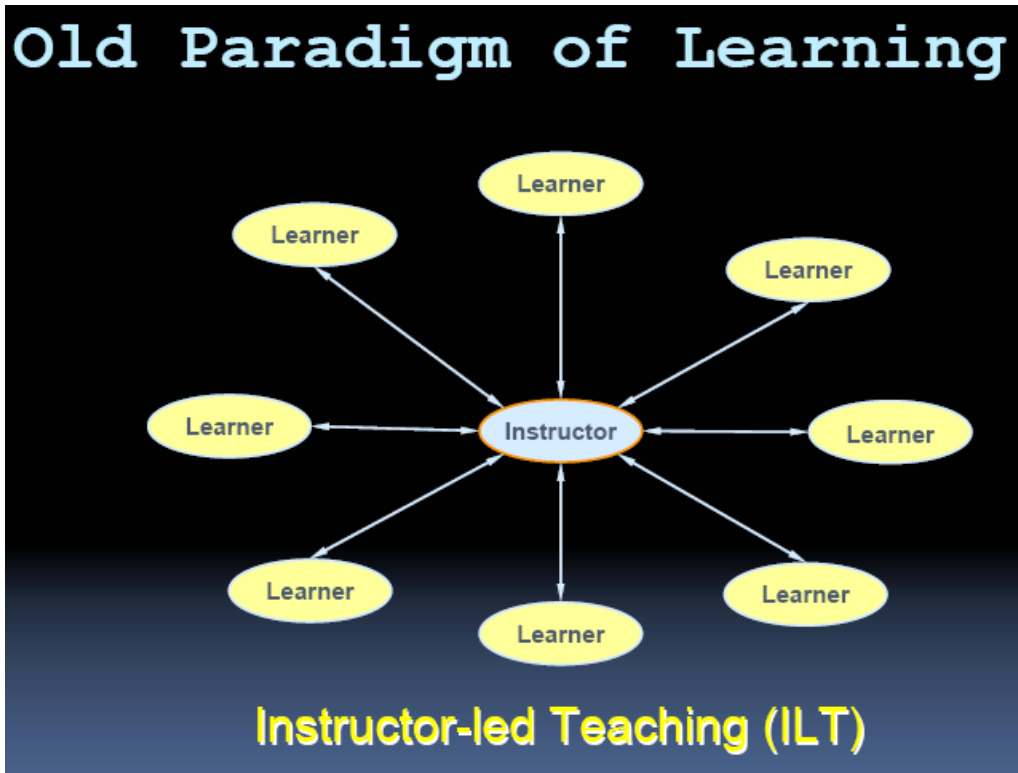 Old Paradigm of Learning
Learner
Learner
Learner
Learner
Instructor
Learner
Learner
Learner
Learner
Instructor-led Teaching (ILT)